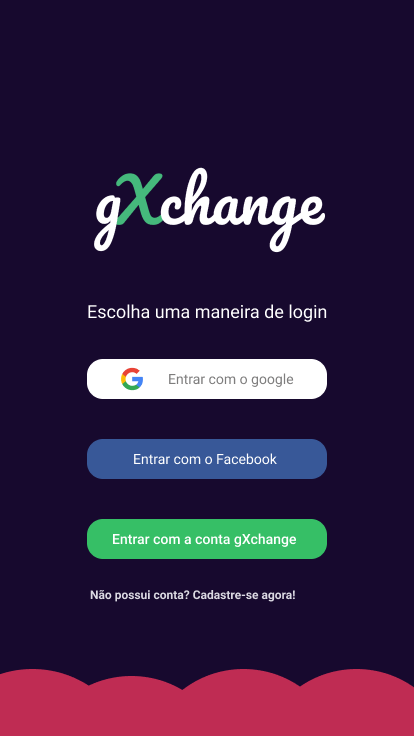 gXchange
Escolha uma maneira de login
Entrar com o google
Entrar com o Facebook
Entrar com a conta gXchange
Não possui conta? Cadastre-se agora!